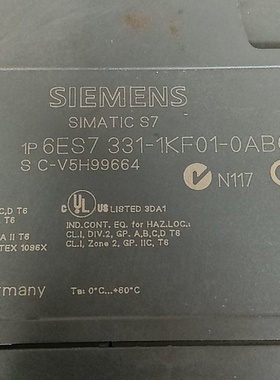 SIEMENS
SIMATIC S7
1P 6ES7 331-1KF01-0AB
S C-V5H99664
N117
C UL US LISTED 3DA1
C,D T6
IND.CONT. EQ. for HAZ.LOC.:
CL.I, DIV.2, GP. A,B,C,D T6
A II T6
CL.I, Zone 2, GP. IIC, T6
TEX 1096X
rmany
Ta: 0°C...+60°C